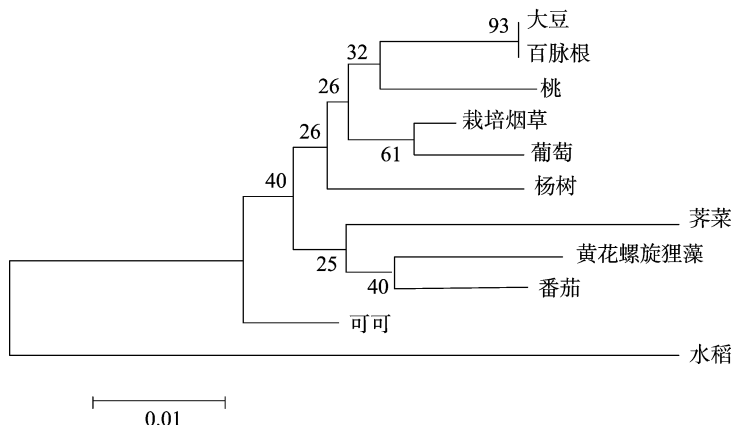 93
大豆
百脉根
32
桃
26
栽培烟草
26
61
葡萄
40
杨树
荠菜
25
黄花螺旋狸藻
40
番茄
可可
水稻
0.01